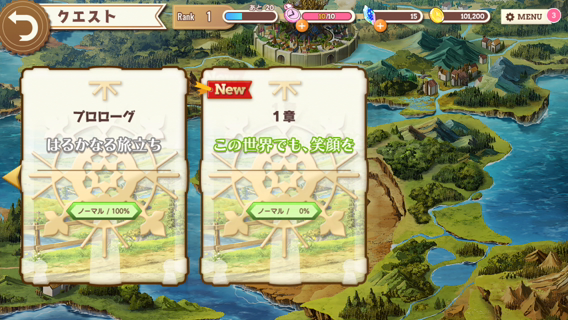 クエスト
Rank 1
あと 20
10/10
15
101,200
MENU
3
New
プロローグ
はるかなる旅立ち
ノーマル / 100%
1章
この世界でも、笑顔を
ノーマル / 0%